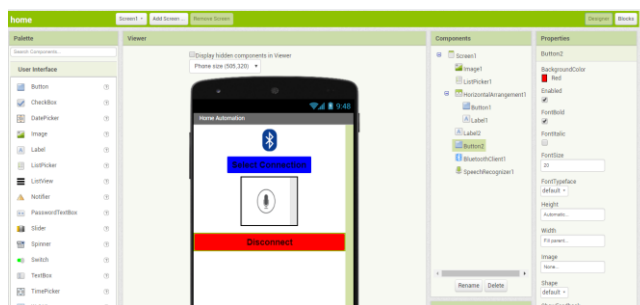 home
Screen1
Add Screen ...
Remove Screen
Designer
Blocks
Palette
Search Components...
User Interface
Button
CheckBox
DatePicker
Image
Label
ListPicker
ListView
Notifier
PasswordTextBox
Slider
Spinner
Switch
TextBox
TimePicker
Viewer
Display hidden components in Viewer
Phone size (505,320)
9:48
Home Automation
Select Connection
Disconnect
Components
Screen1
Image1
ListPicker1
HorizontalArrangement1
Button1
Label1
Label2
Button2
BluetoothClient1
SpeechRecognizer1
Rename
Delete
Properties
Button2
BackgroundColor
Red
Enabled
FontBold
FontItalic
FontSize
20
FontTypeface
default
Height
Automatic...
Width
Fill parent...
Image
None...
Shape
default